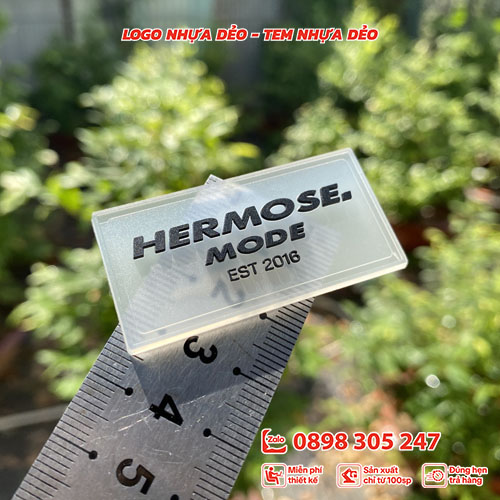 LOGO NHỰA DẺO - TEM NHỰA DẺO
HERMOSE.
MODE
EST 2016
3
4
5
Zalo
0898 305 247
Miễn phí
thiết kế
Sản xuất
chỉ từ 100sp
Đúng hẹn
trả hàng